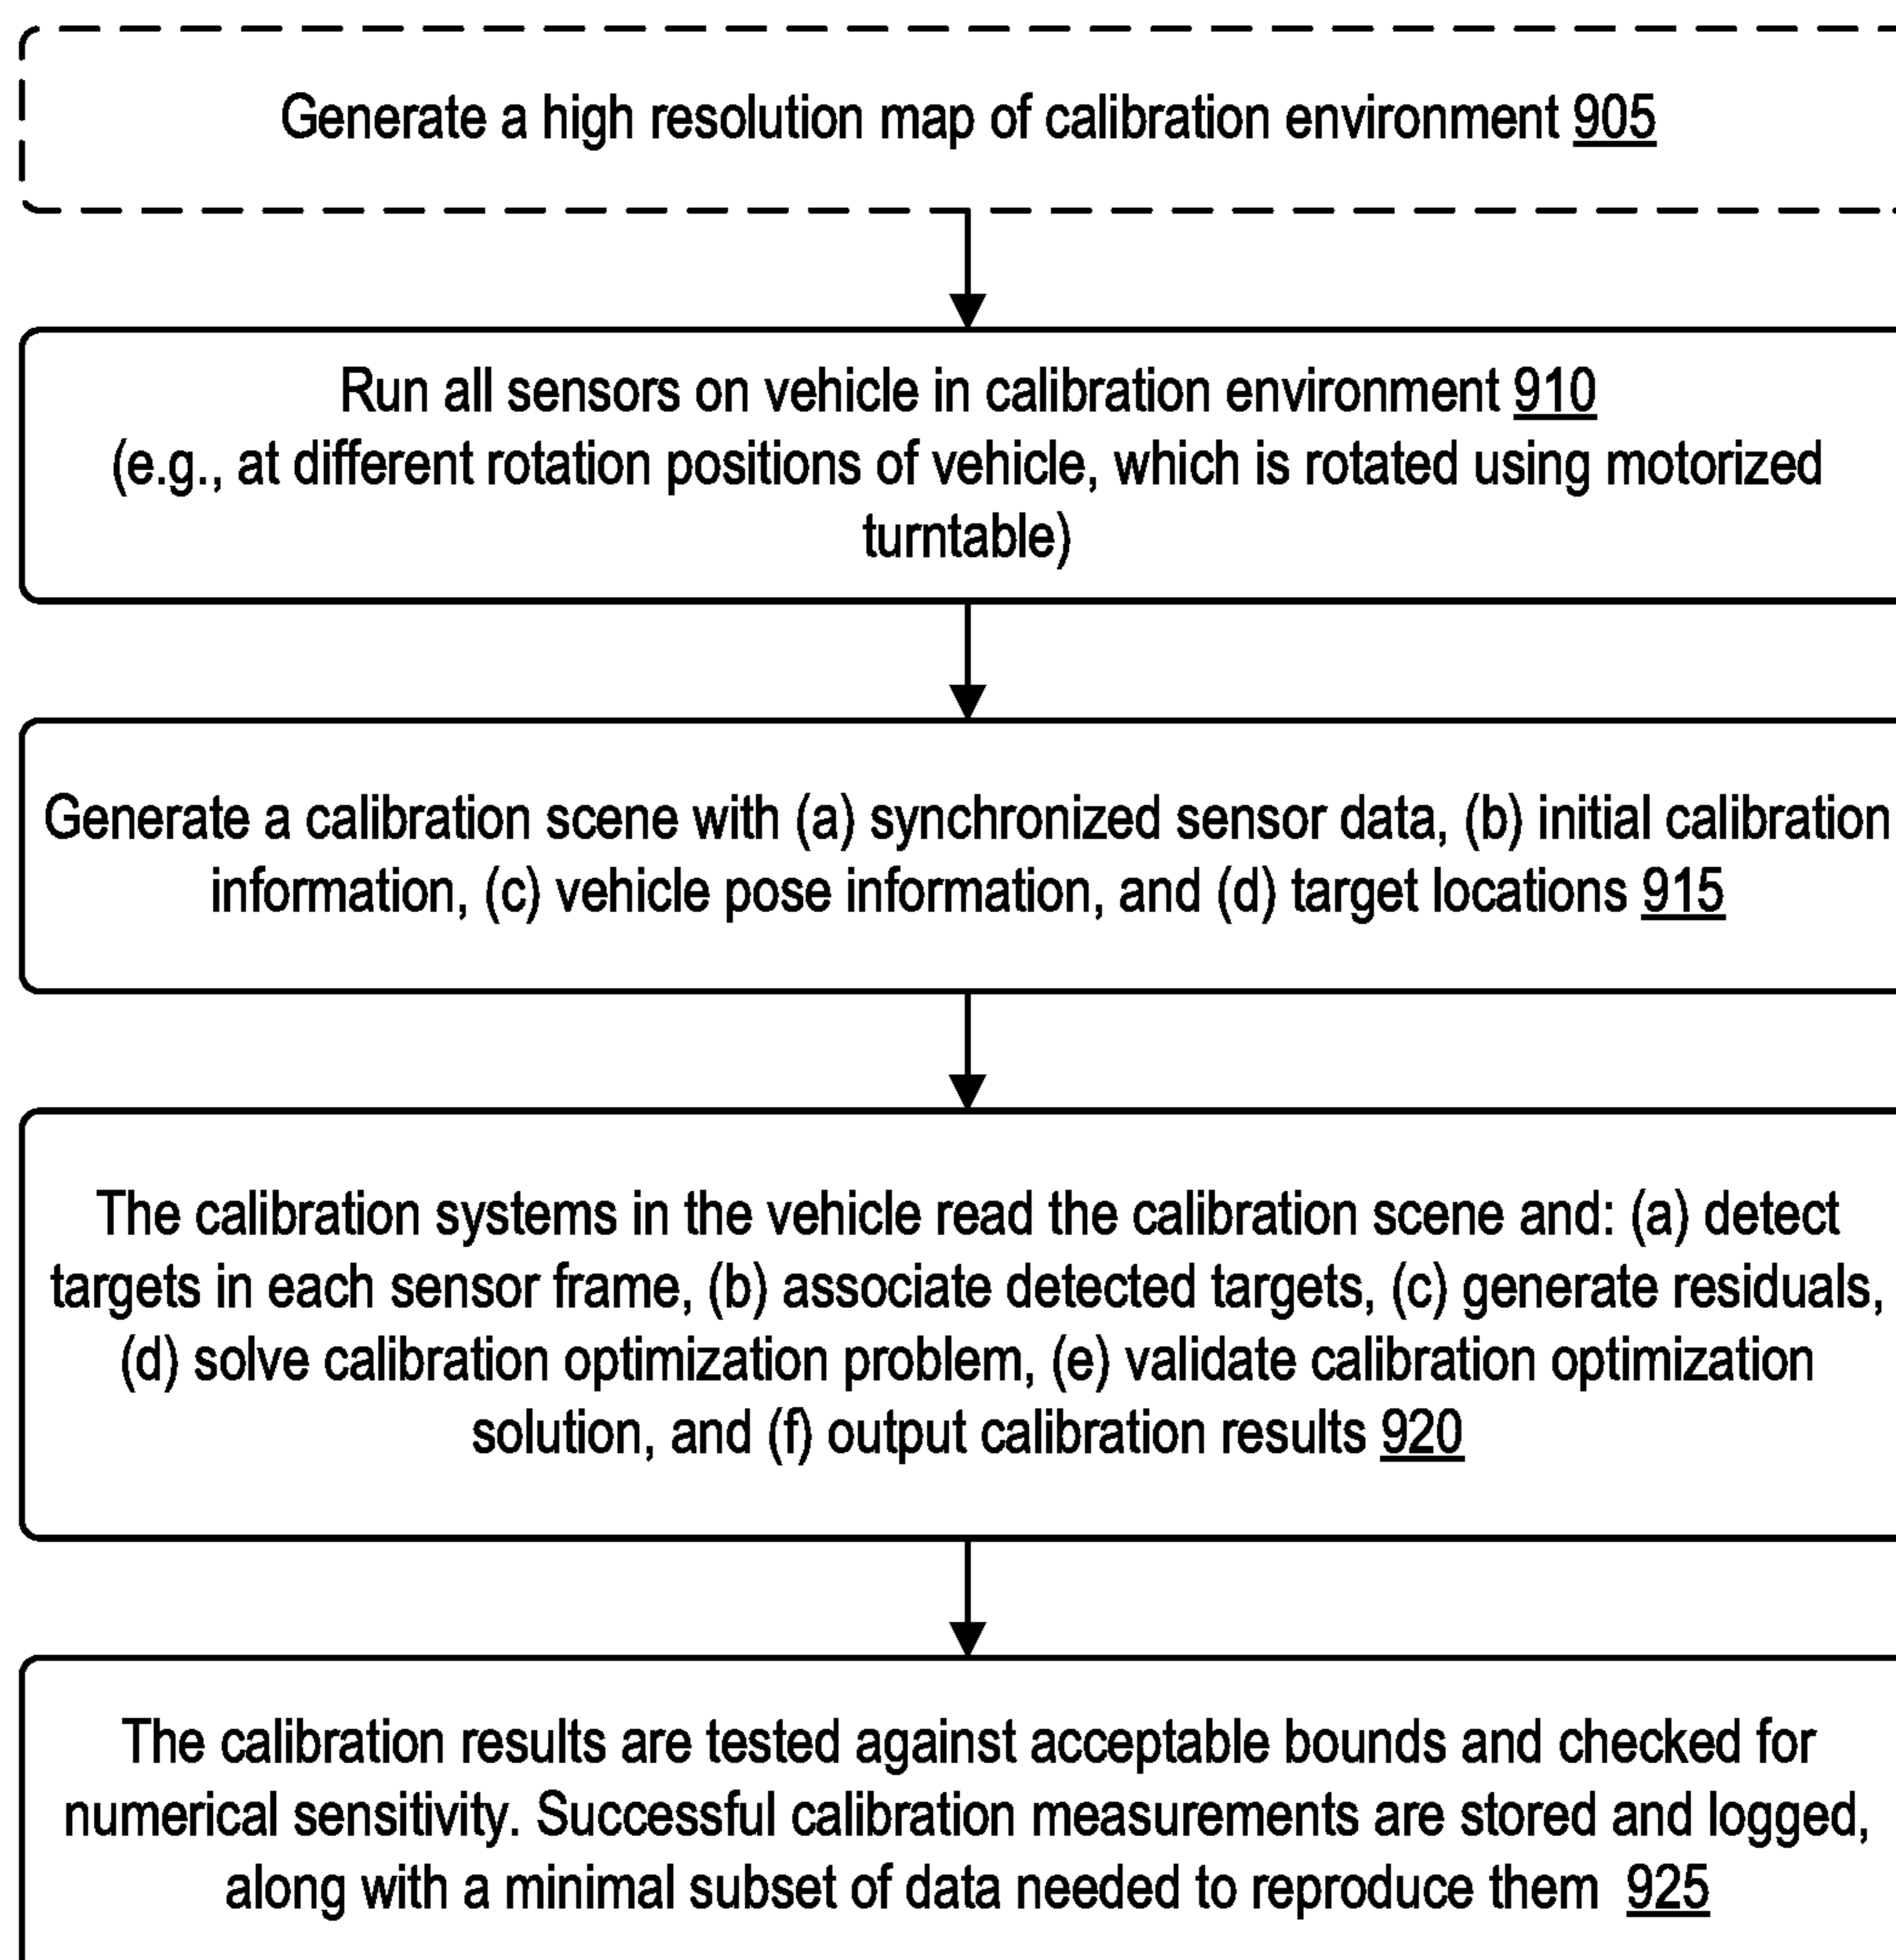 Generate a high resolution map of calibration environment 905
Run all sensors on vehicle in calibration environment 910
(e.g., at different rotation positions of vehicle, which is rotated using motorized
turntable)
Generate a calibration scene with (a) synchronized sensor data, (b) initial calibration
information, (c) vehicle pose information, and (d) target locations 915
The calibration systems in the vehicle read the calibration scene and: (a) detect
targets in each sensor frame, (b) associate detected targets, (c) generate residuals,
(d) solve calibration optimization problem, (e) validate calibration optimization
solution, and (f) output calibration results 920
The calibration results are tested against acceptable bounds and checked for
numerical sensitivity. Successful calibration measurements are stored and logged,
along with a minimal subset of data needed to reproduce them 925